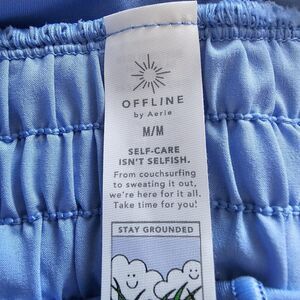 OFFLINE
by Aerie
M/M
SELF-CARE
ISN'T SELFISH.
From couchsurfing
to sweating it out,
we're here for it all.
Take time for you!
STAY GROUNDED